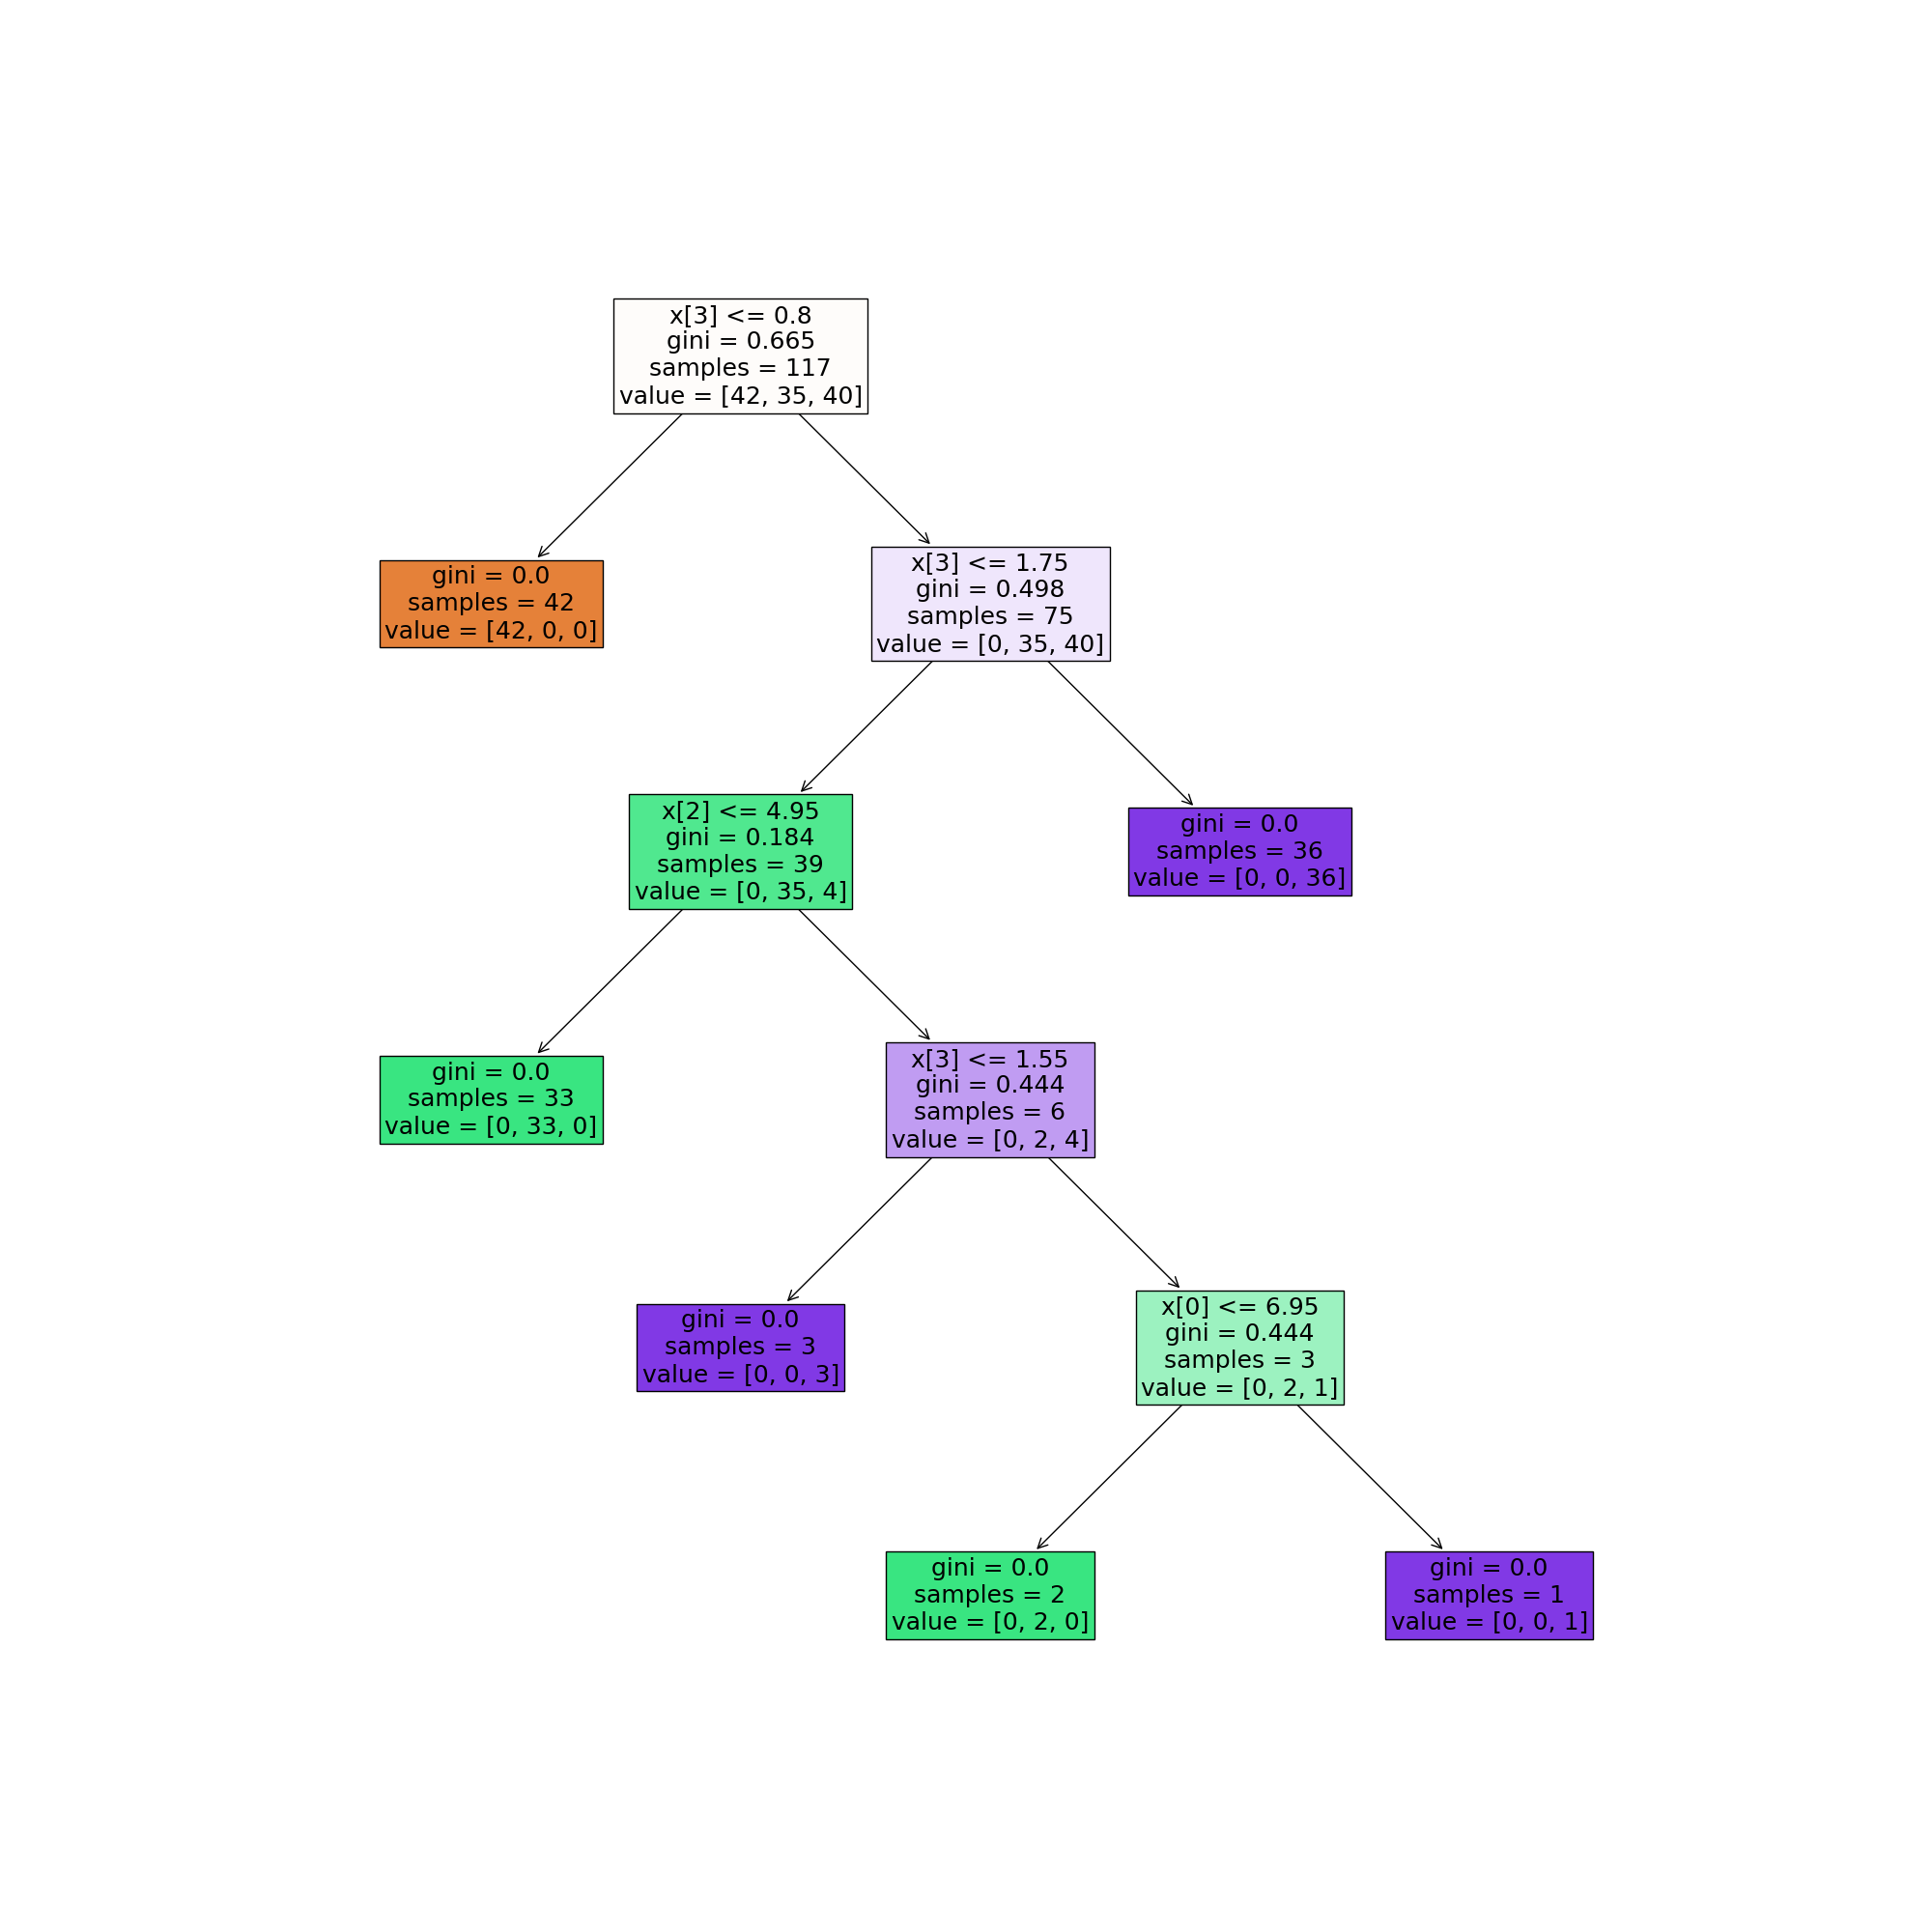 x[3] <= 0.8
gini = 0.665
samples = 117
value = [42, 35, 40]
gini = 0.0
samples = 42
value = [42, 0, 0]
x[3] <= 1.75
gini = 0.498
samples = 75
value = [0, 35, 40]
x[2] <= 4.95
gini = 0.184
samples = 39
value = [0, 35, 4]
gini = 0.0
samples = 36
value = [0, 0, 36]
gini = 0.0
samples = 33
value = [0, 33, 0]
x[3] <= 1.55
gini = 0.444
samples = 6
value = [0, 2, 4]
gini = 0.0
samples = 3
value = [0, 0, 3]
x[0] <= 6.95
gini = 0.444
samples = 3
value = [0, 2, 1]
gini = 0.0
samples = 2
value = [0, 2, 0]
gini = 0.0
samples = 1
value = [0, 0, 1]